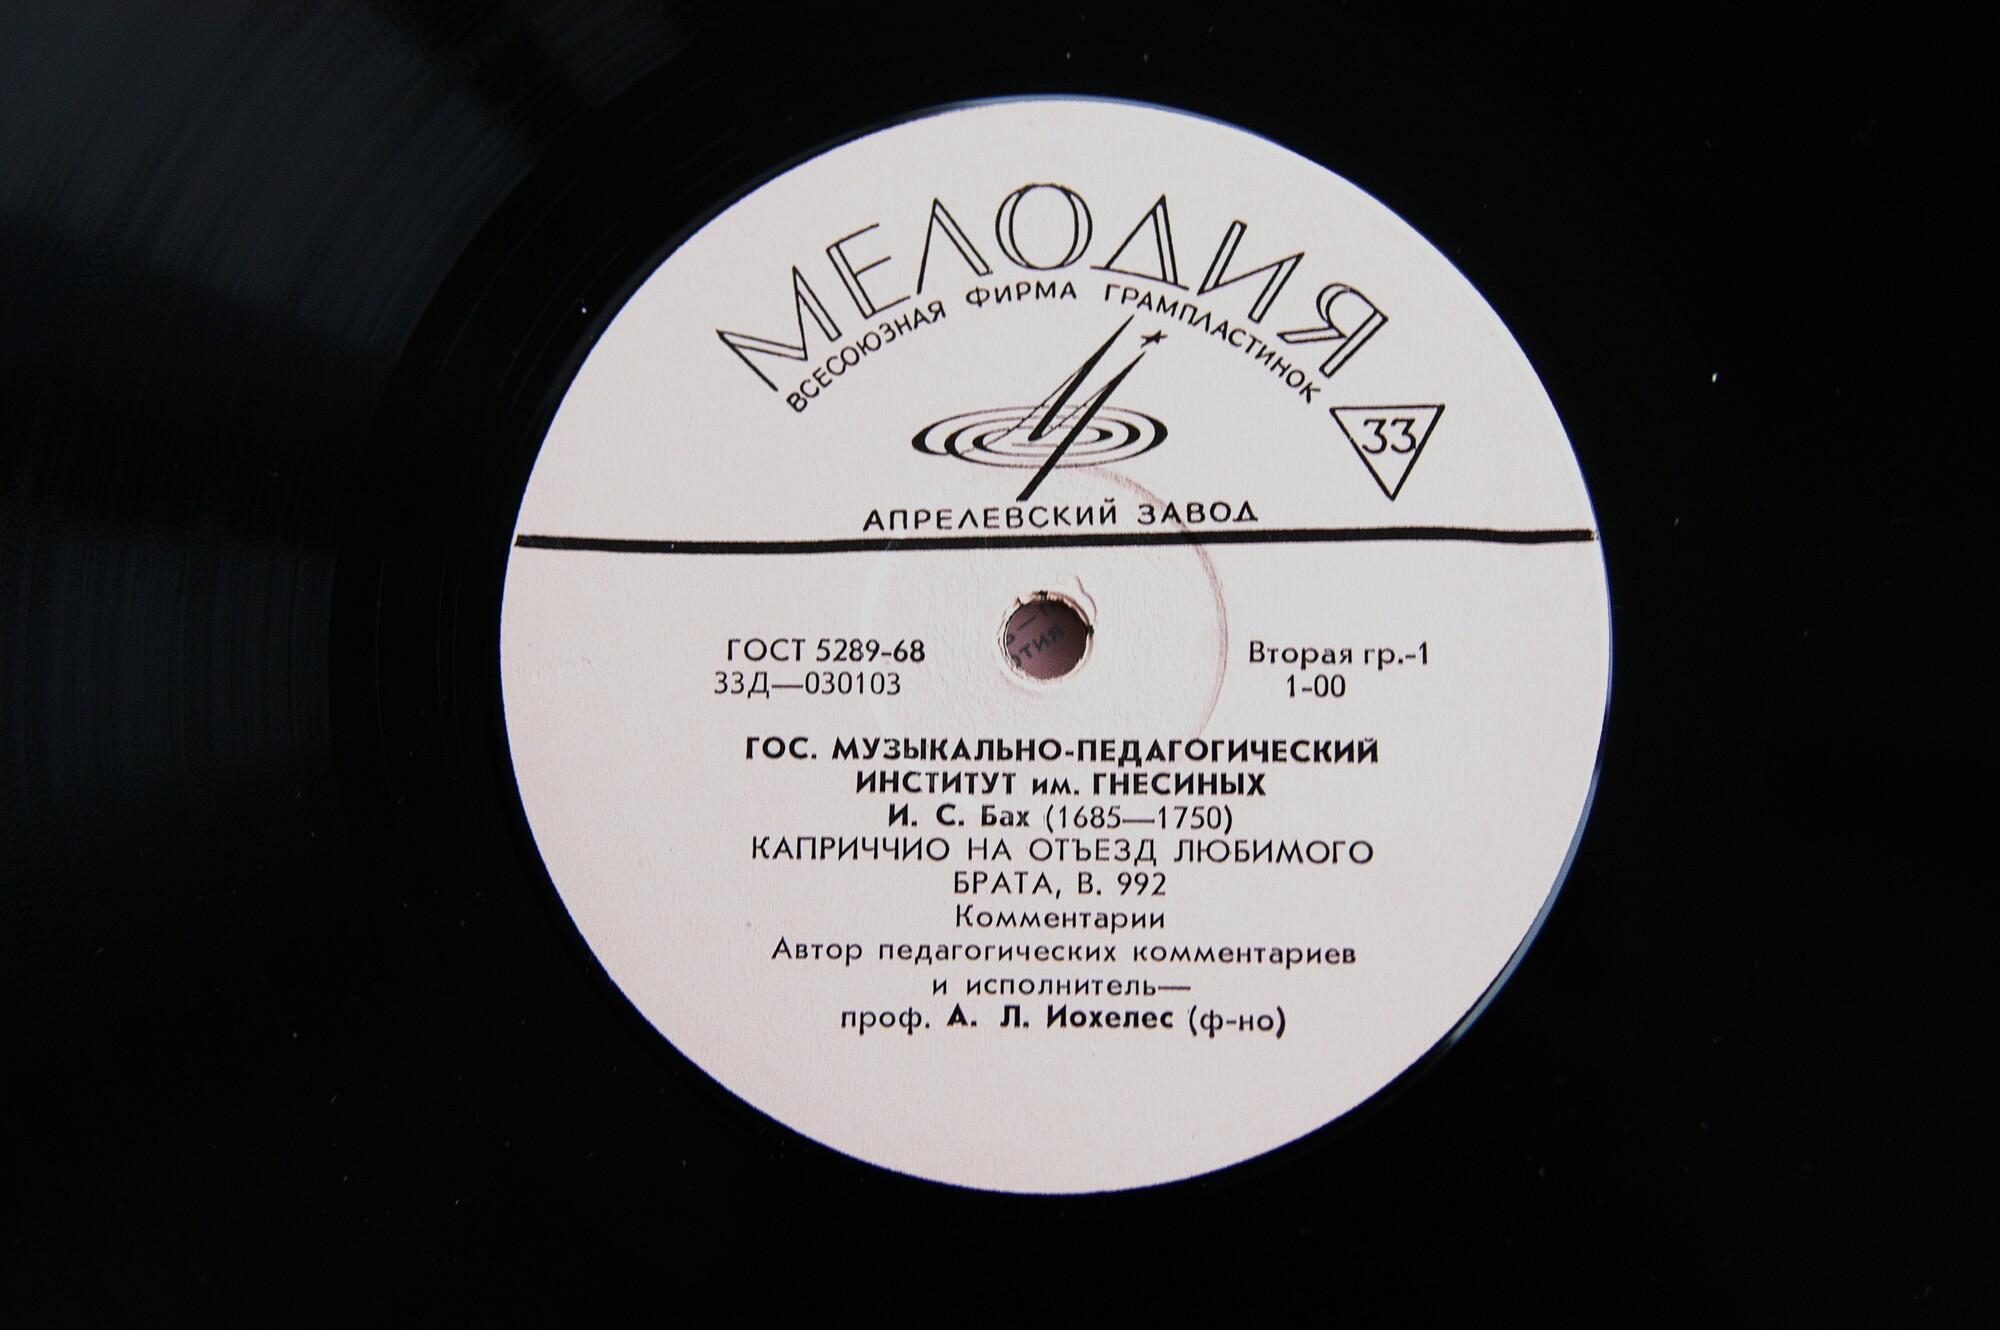 МЕЛОДИЯ
ВСЕСОЮЗНАЯ ФИРМА ГРАМПЛАСТИНОК
33
АПРЕЛЕВСКИЙ ЗАВОД
ГОСТ 5289-68
33Д—030103
Вторая гр.-1
1-00
ГОС. МУЗЫКАЛЬНО-ПЕДАГОГИЧЕСКИЙ
ИНСТИТУТ им. ГНЕСИНЫХ
И. С. Бах (1685—1750)
КАПРИЧЧИО НА ОТЪЕЗД ЛЮБИМОГО
БРАТА, В. 992
Комментарии
Автор педагогических комментариев
и исполнитель—
проф. А. Л. Иохелес (ф-но)